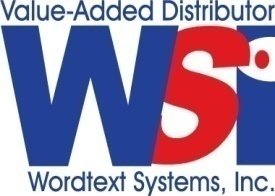 Value-Added Distributor
WSi
Wordtext Systems, Inc.